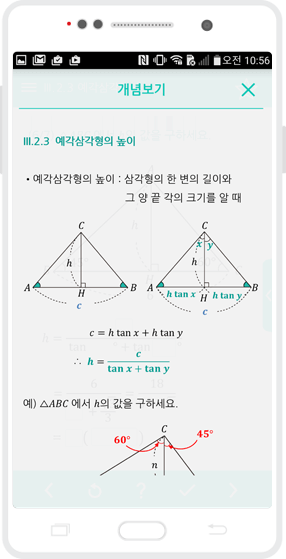 오전 10:56
개념보기
III.2.3 예각삼각형의 높이
• 예각삼각형의 높이 : 삼각형의 한 변의 길이와
그 양 끝 각의 크기를 알 때
C C
x y
h h
A H B A h tan x H h tan y B
c c
c = h tan x + h tan y
∴ h = c / (tan x + tan y)
예) △ABC 에서 h의 값을 구하세요.
60° C 45°